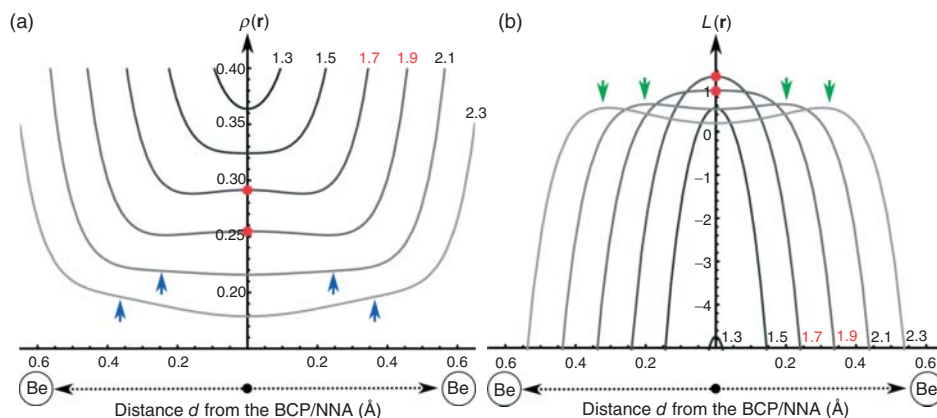 (a)
ρ(r)
1.3 1.5 1.7 1.9 2.1
2.3
0.40
0.35
0.30
0.25
0.20
0.6 0.4 0.2 0.2 0.4 0.6
Be Be
Distance d from the BCP/NNA (Å)
(b)
L(r)
1
0
−1
−2
−3
−4
1.3 1.5 1.7 1.9 2.1 2.3
0.6 0.4 0.2 0.2 0.4 0.6
Be Be
Distance d from the BCP/NNA (Å)